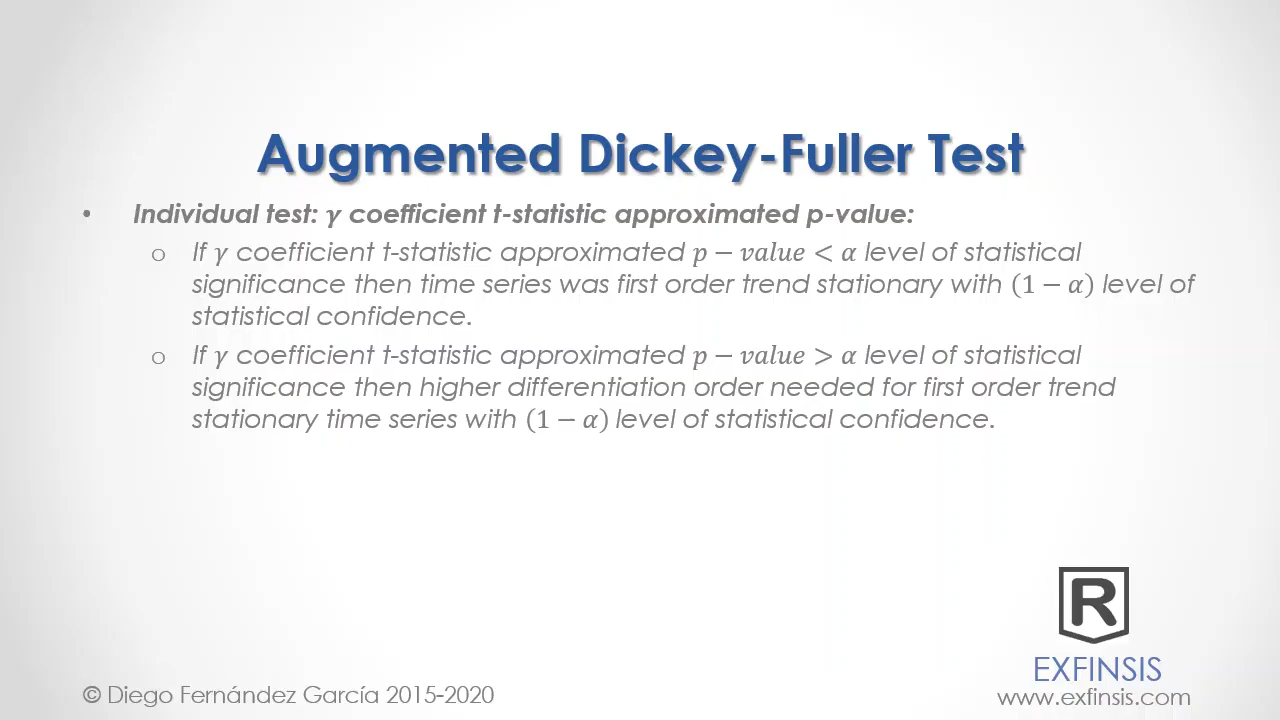 Augmented Dickey-Fuller Test
• Individual test: γ coefficient t-statistic approximated p-value:
o If γ coefficient t-statistic approximated p − value < α level of statistical
significance then time series was first order trend stationary with (1 − α) level of
statistical confidence.
o If γ coefficient t-statistic approximated p − value > α level of statistical
significance then higher differentiation order needed for first order trend
stationary time series with (1 − α) level of statistical confidence.
R
EXFINSIS
© Diego Fernández García 2015-2020
www.exfinsis.com